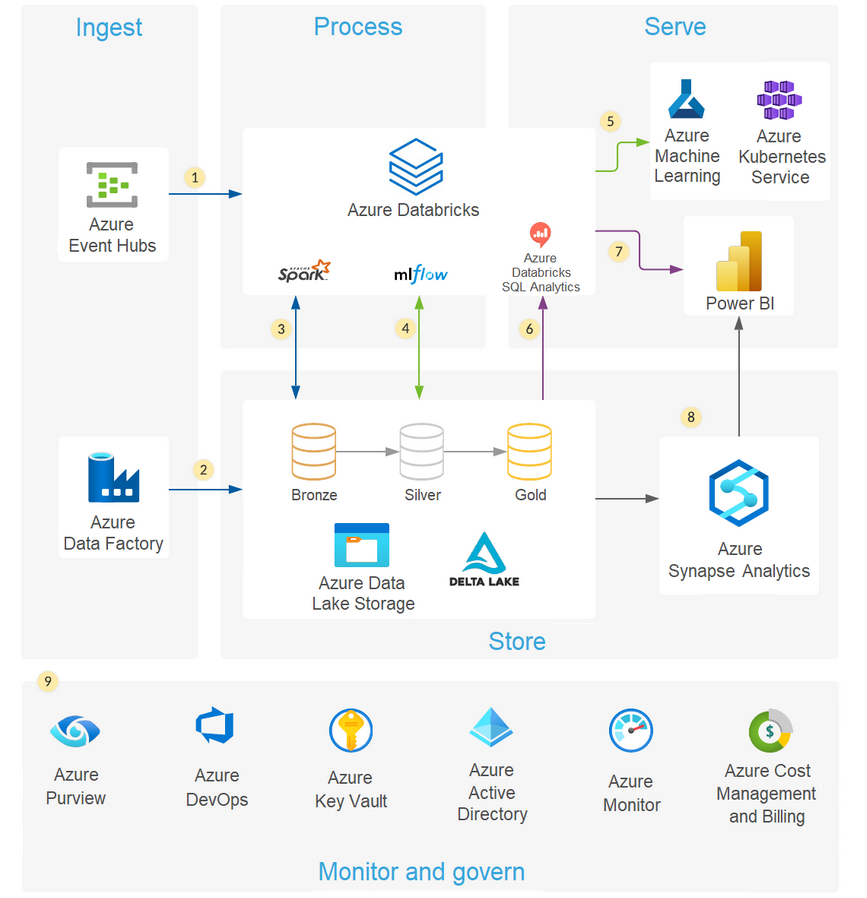 Ingest
Process
Serve
Azure
Event Hubs
1
Azure Databricks
APACHE
Spark
mlflow
Azure
Databricks
SQL Analytics
5
Azure
Machine
Learning
Azure
Kubernetes
Service
7
Power BI
3
4
6
8
Azure
Data Factory
2
Bronze
Silver
Gold
Azure Data
Lake Storage
DELTA LAKE
Azure
Synapse Analytics
Store
9
Azure
Purview
Azure
DevOps
Azure
Key Vault
Azure
Active
Directory
Azure
Monitor
$
Azure Cost
Management
and Billing
Monitor and govern